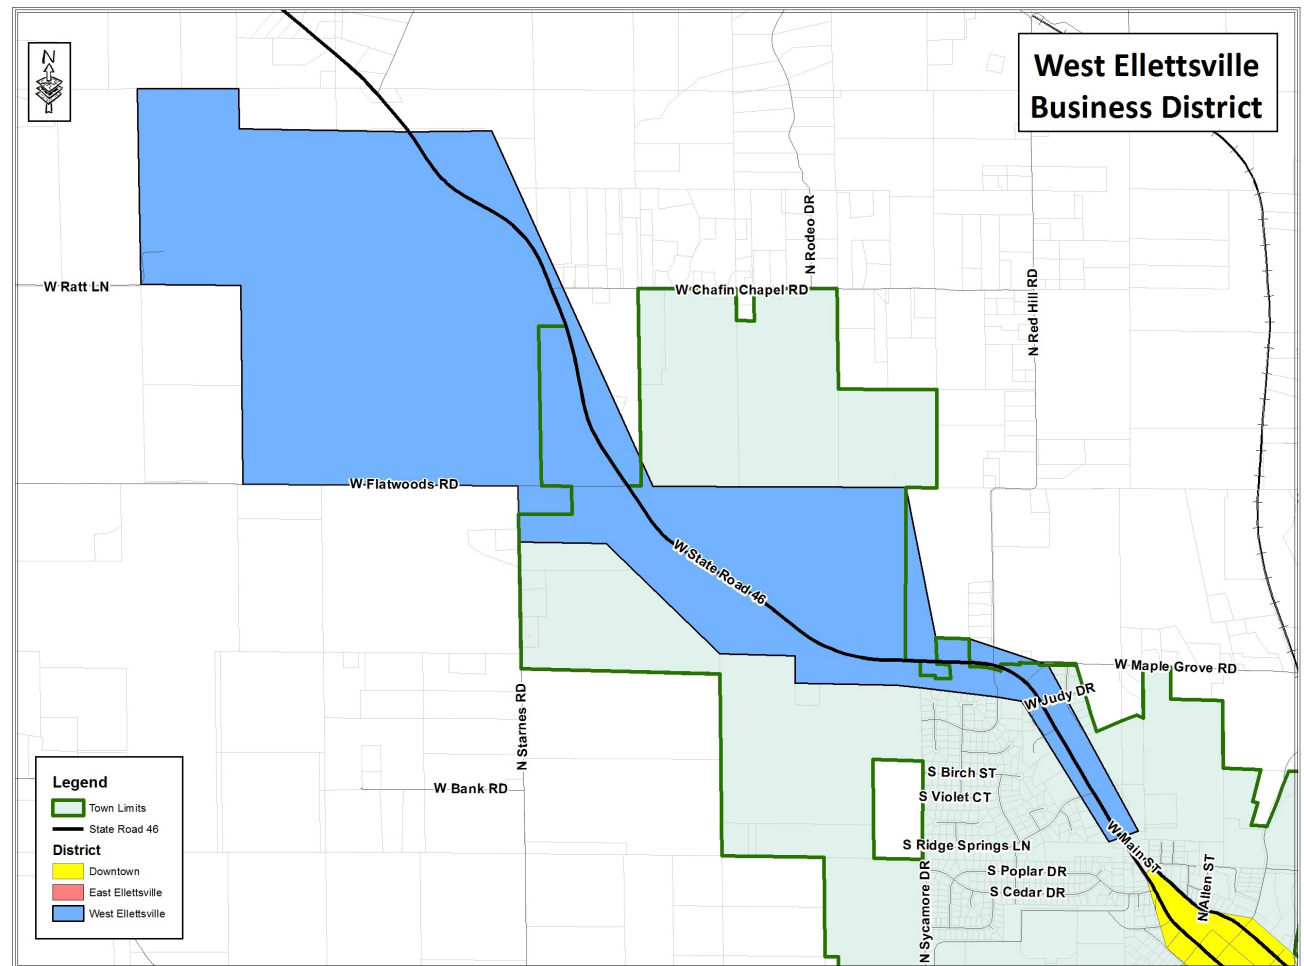 N
West Ellettsville
Business District
N Rodeo DR
W Ratt LN
W Chafin Chapel RD
N Red Hill RD
W Flatwoods RD
W State Road 46
W Maple Grove RD
W Judy DR
N Starnes RD
S Birch ST
W Bank RD
S Violet CT
W Main ST
S Ridge Springs LN
S Poplar DR
N Allen ST
S Cedar DR
N Sycamore DR
Legend
Town Limits
State Road 46
District
Downtown
East Ellettsville
West Ellettsville